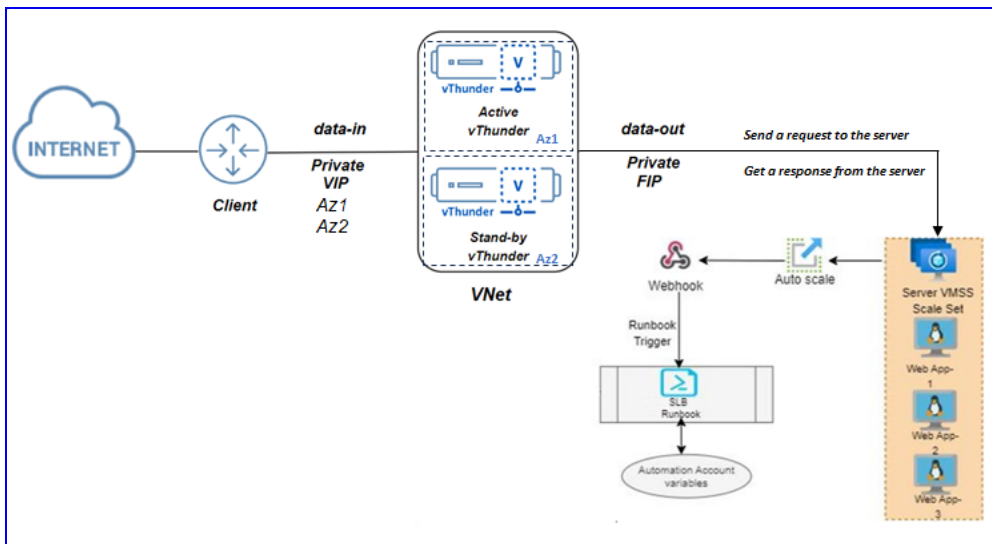 INTERNET
Client
data-in
Private
VIP
Az1
Az2
V
vThunder
Active
vThunder
Az1
V
vThunder
Stand-by
vThunder
Az2
VNet
data-out
Private
FIP
Send a request to the server
Get a response from the server
Server VMSS
Scale Set
Web App-
1
Web App-
2
Web App-
3
Auto scale
Webhook
Runbook
Trigger
SLB
Runbook
Automation Account
variables